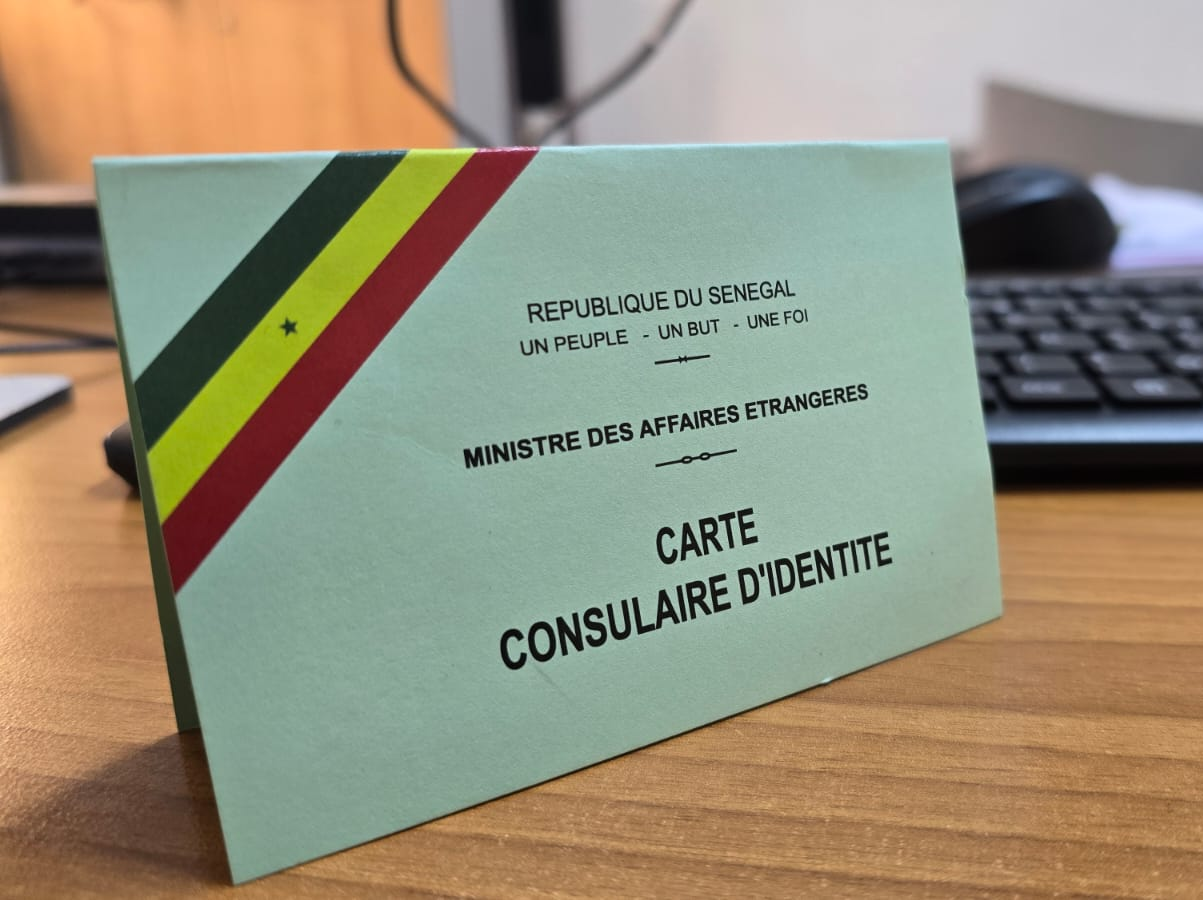 REPUBLIQUE DU SENEGAL
UN PEUPLE - UN BUT - UNE FOI
MINISTRE DES AFFAIRES ETRANGERES
CARTE
CONSULAIRE D'IDENTITE